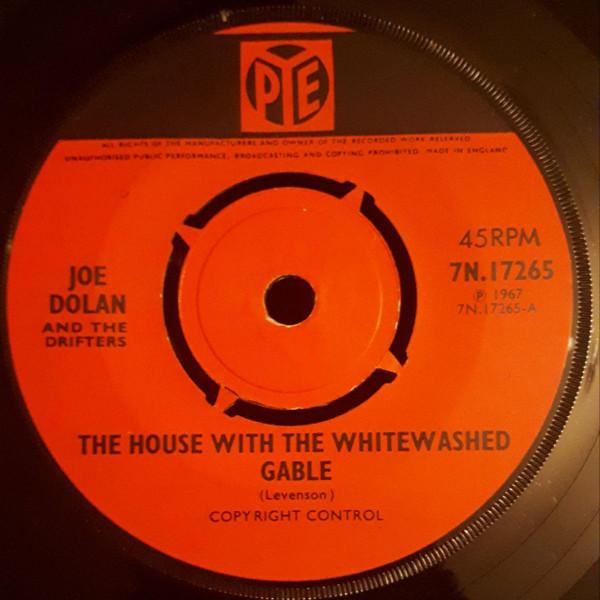 PYE
ALL RIGHTS OF THE MANUFACTURERS AND OWNER OF THE RECORDED WORK RESERVED
UNAUTHORISED PUBLIC PERFORMANCE, BROADCASTING AND COPYING PROHIBITED. MADE IN ENGLAND
45RPM
7N.17265
℗ 1967
7N.17265-A
JOE
DOLAN
AND THE
DRIFTERS
THE HOUSE WITH THE WHITEWASHED
GABLE
(Levenson)
COPYRIGHT CONTROL